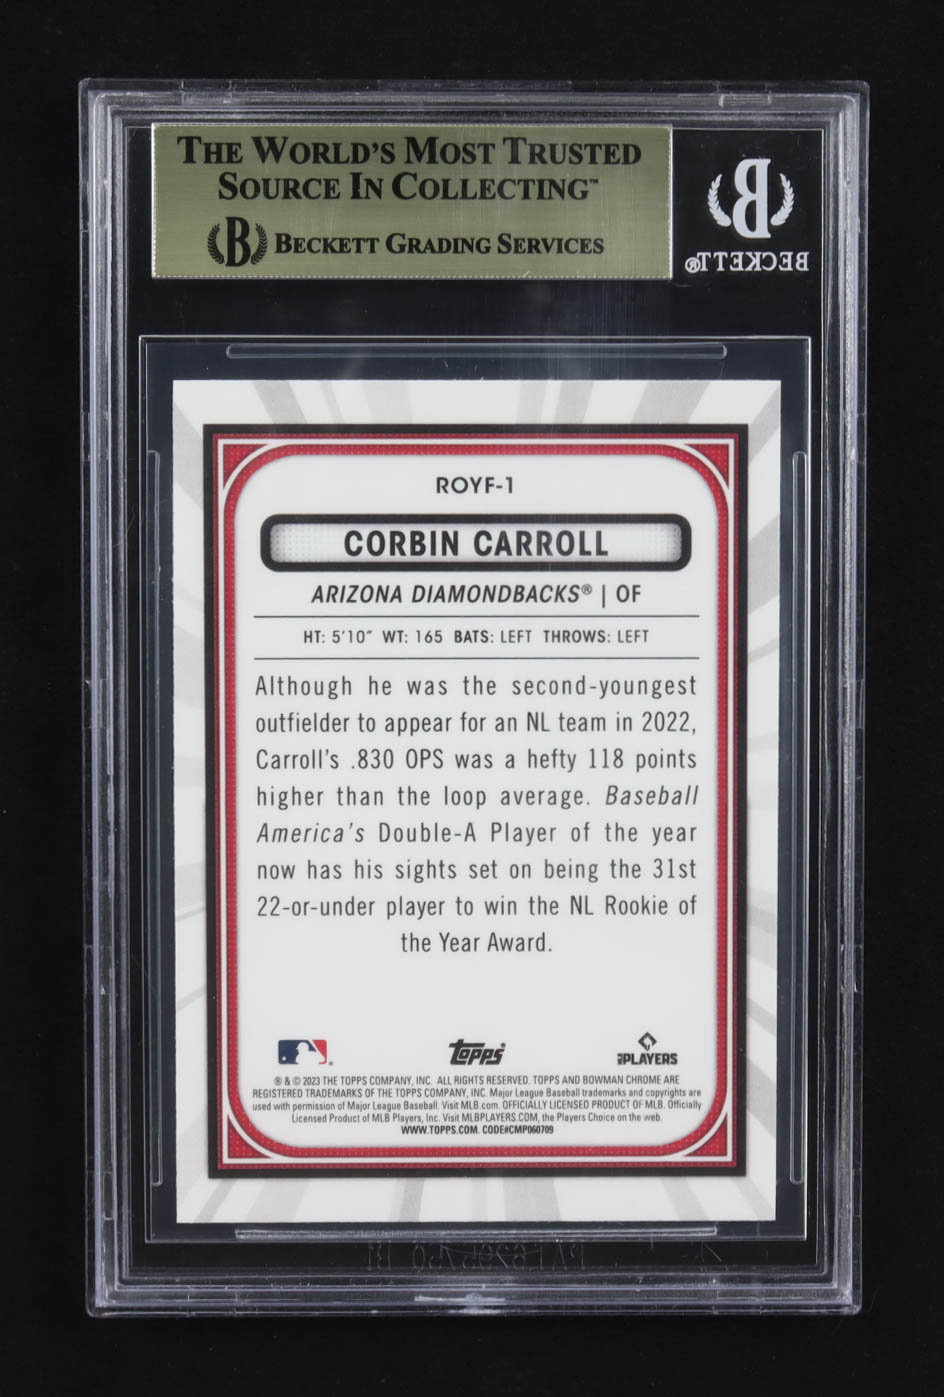 THE WORLD'S MOST TRUSTED
SOURCE IN COLLECTING™
B BECKETT GRADING SERVICES
B
BECKETT®
ROYF-1
CORBIN CARROLL
ARIZONA DIAMONDBACKS® | OF
HT: 5'10" WT: 165 BATS: LEFT THROWS: LEFT
Although he was the second-youngest
outfielder to appear for an NL team in 2022,
Carroll's .830 OPS was a hefty 118 points
higher than the loop average. Baseball
America's Double-A Player of the year
now has his sights set on being the 31st
22-or-under player to win the NL Rookie of
the Year Award.
Topps
MLB PLAYERS
® & © 2023 THE TOPPS COMPANY, INC. ALL RIGHTS RESERVED. TOPPS AND BOWMAN CHROME ARE
REGISTERED TRADEMARKS OF THE TOPPS COMPANY, INC. Major League Baseball trademarks and copyrights are
used with permission of Major League Baseball. Visit MLB.com. OFFICIALLY LICENSED PRODUCT OF MLB. Officially
Licensed Product of MLB Players, Inc. Visit MLBPLAYERS.COM, the Players Choice on the web.
WWW.TOPPS.COM. CODE#CMP060709